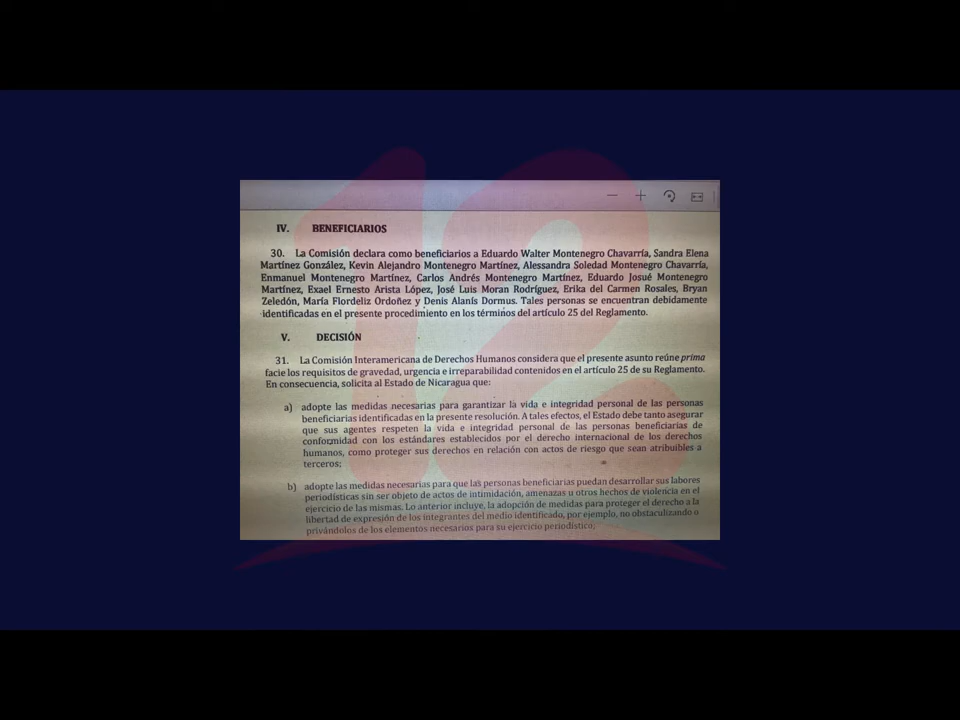 IV. BENEFICIARIOS
30. La Comisión declara como beneficiarios a Eduardo Walter Montenegro Chavarría, Sandra Elena
Martínez González, Kevin Alejandro Montenegro Martínez, Alessandra Soledad Montenegro Chavarría,
Enmanuel Montenegro Martínez, Carlos Andrés Montenegro Martínez, Eduardo Josué Montenegro
Martínez, Exael Ernesto Arista López, José Luis Moran Rodríguez, Erika del Carmen Rosales, Bryan
Zeledón, María Flordeliz Ordoñez y Denis Alanís Dormus. Tales personas se encuentran debidamente
identificadas en el presente procedimiento en los términos del artículo 25 del Reglamento.
V. DECISIÓN
31. La Comisión Interamericana de Derechos Humanos considera que el presente asunto reúne prima
facie los requisitos de gravedad, urgencia e irreparabilidad contenidos en el artículo 25 de su Reglamento.
En consecuencia, solicita al Estado de Nicaragua que:
a) adopte las medidas necesarias para garantizar la vida e integridad personal de las personas
beneficiarias identificadas en la presente resolución. A tales efectos, el Estado debe tanto asegurar
que sus agentes respeten la vida e integridad personal de las personas beneficiarias de
conformidad con los estándares establecidos por el derecho internacional de los derechos
humanos, como proteger sus derechos en relación con actos de riesgo que sean atribuibles a
terceros;
b) adopte las medidas necesarias para que las personas beneficiarias puedan desarrollar sus labores
periodísticas sin ser objeto de actos de intimidación, amenazas u otros hechos de violencia en el
ejercicio de las mismas. Lo anterior incluye, la adopción de medidas para proteger el derecho a la
libertad de expresión de los integrantes del medio identificado, por ejemplo, no obstaculizando o
privándolos de los elementos necesarios para su ejercicio periodístico;
12